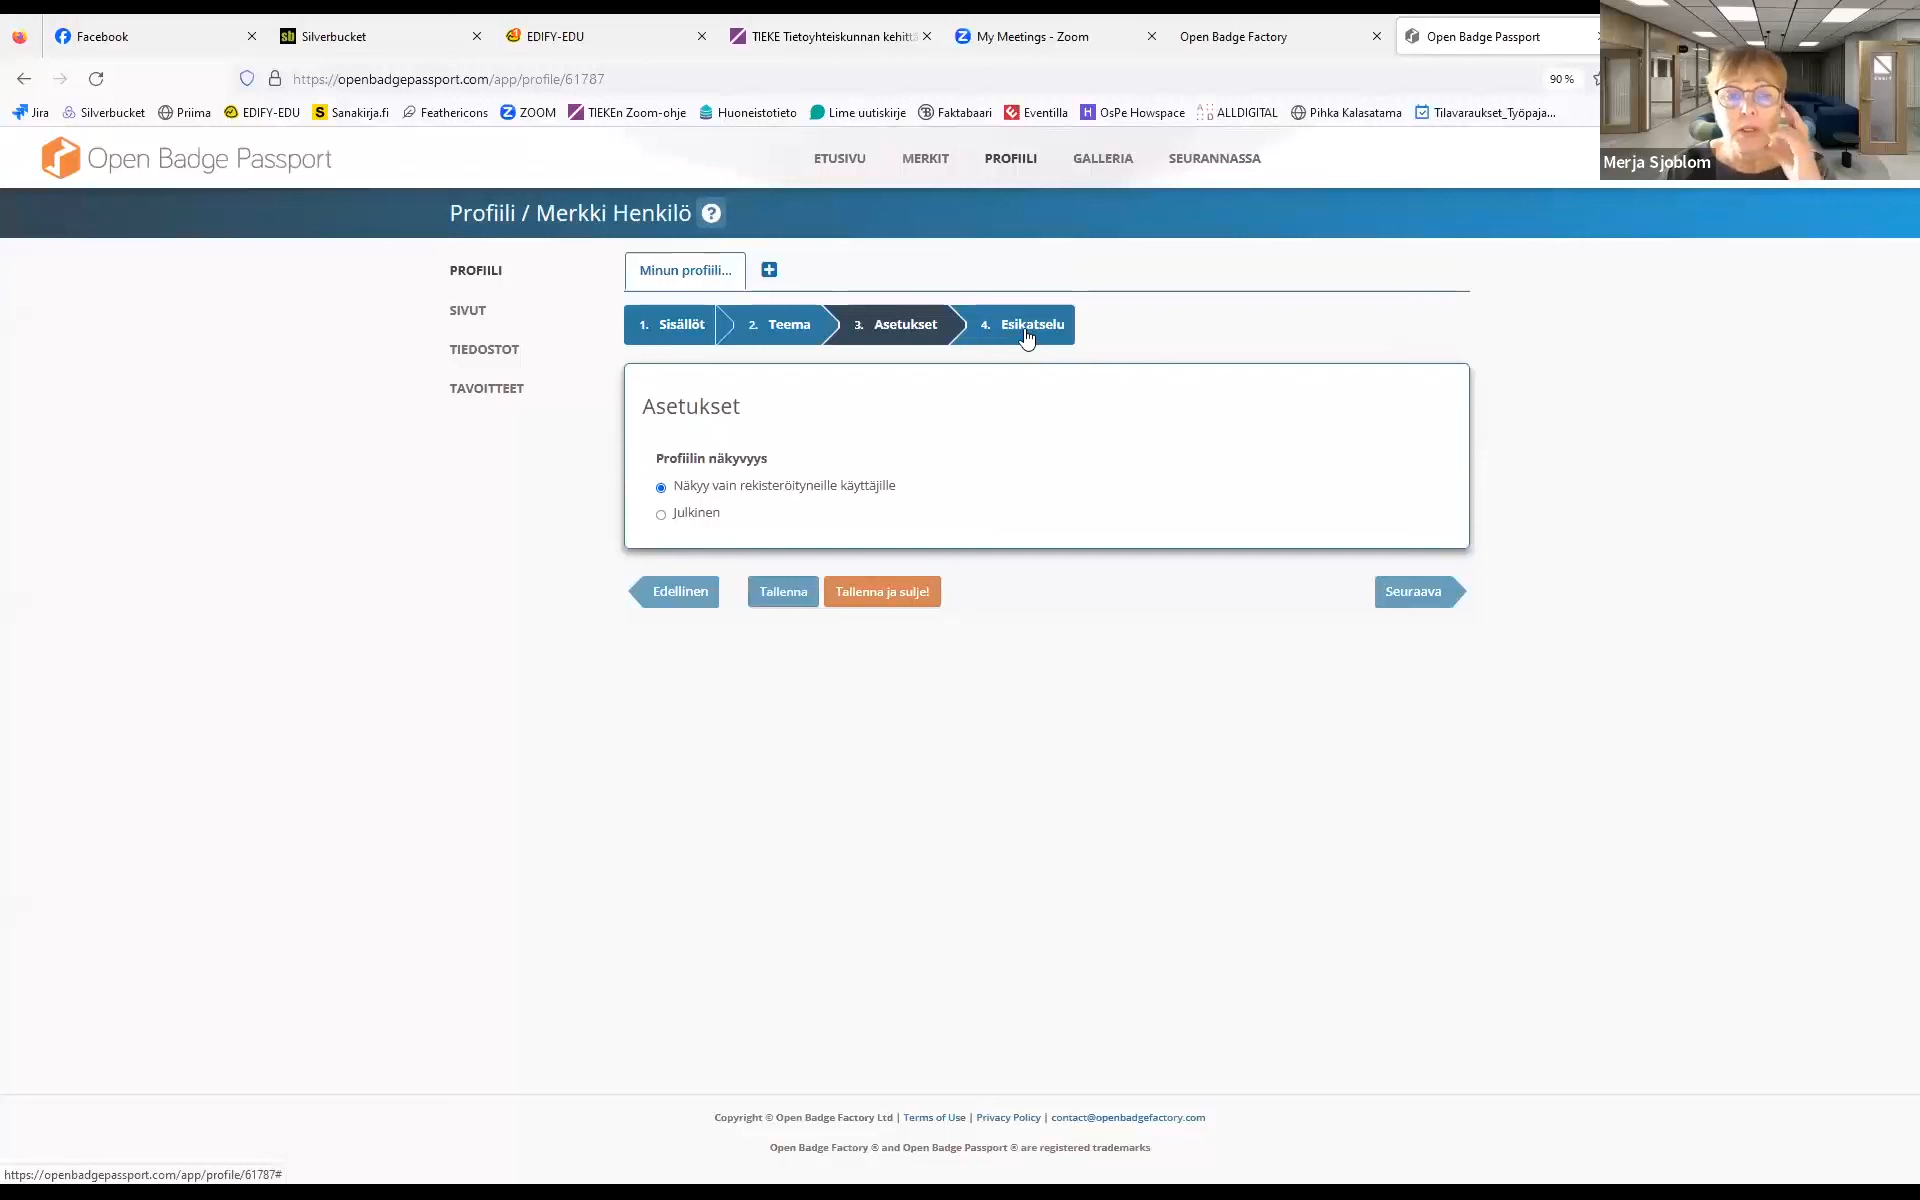 Facebook
Silverbucket
EDIFY-EDU
TIEKE Tietoyhteiskunnan kehittä
My Meetings - Zoom
Open Badge Factory
Open Badge Passport
https://openbadgepassport.com/app/profile/61787
90 %
Jira
Silverbucket
Priima
EDIFY-EDU
Sanakirja.fi
Feathericons
ZOOM
TIEKEn Zoom-ohje
Huoneistotieto
Lime uutiskirje
Faktabaari
Eventilla
OsPe Howspace
ALLDIGITAL
Pihka Kalasatama
Tilavaraukset_Työpaja...
Merja Sjoblom
Open Badge Passport
ETUSIVU
MERKIT
PROFIILI
GALLERIA
SEURANNASSA
Profiili / Merkki Henkilö ?
PROFIILI
SIVUT
TIEDOSTOT
TAVOITTEET
Minun profiili...
1. Sisällöt
2. Teema
3. Asetukset
4. Esikatselu
Asetukset
Profiilin näkyvyys
Näkyy vain rekisteröityneille käyttäjille
Julkinen
Edellinen
Tallenna
Tallenna ja sulje!
Seuraava
Copyright © Open Badge Factory Ltd | Terms of Use | Privacy Policy | contact@openbadgefactory.com
Open Badge Factory ® and Open Badge Passport ® are registered trademarks
https://openbadgepassport.com/app/profile/61787#